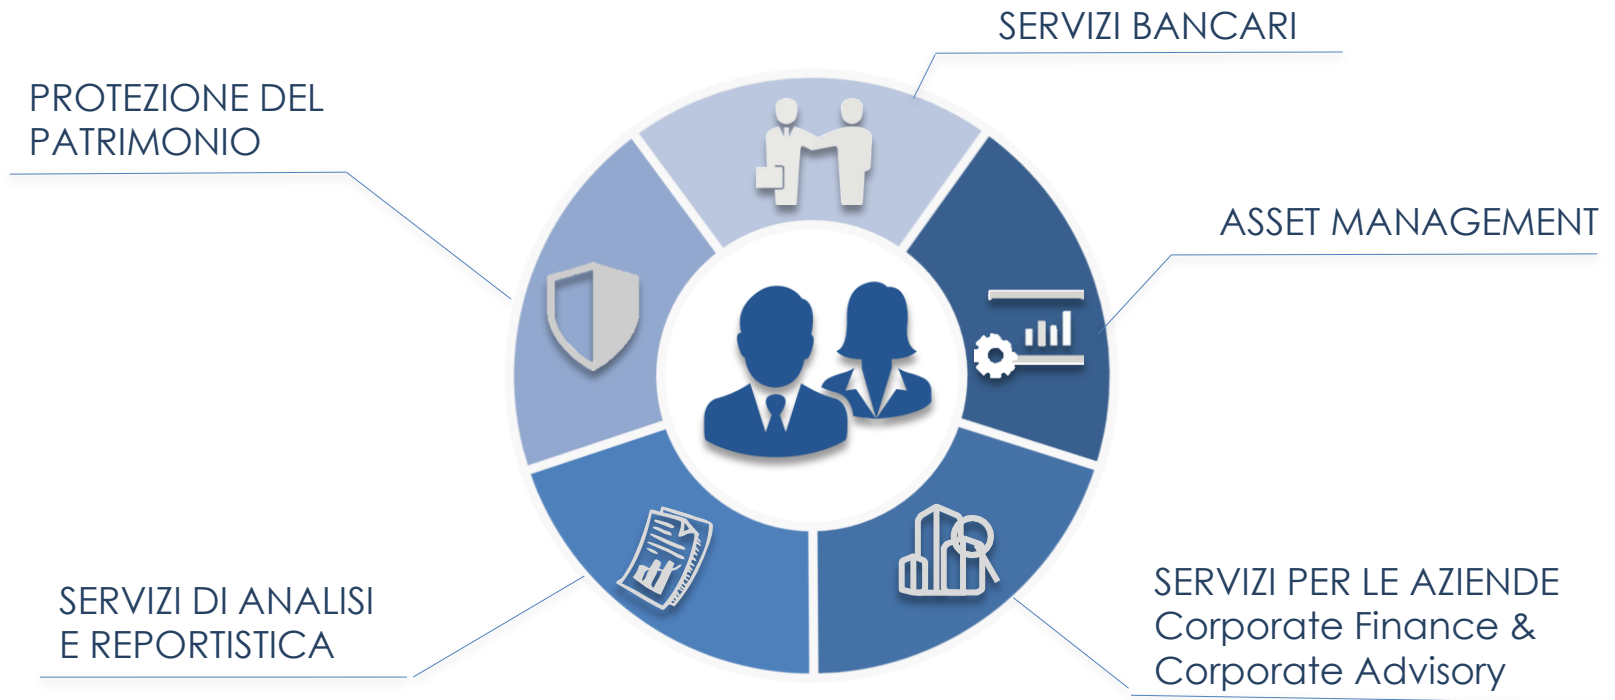 SERVIZI BANCARI
PROTEZIONE DEL
PATRIMONIO
ASSET MANAGEMENT
SERVIZI DI ANALISI
E REPORTISTICA
SERVIZI PER LE AZIENDE
Corporate Finance &
Corporate Advisory